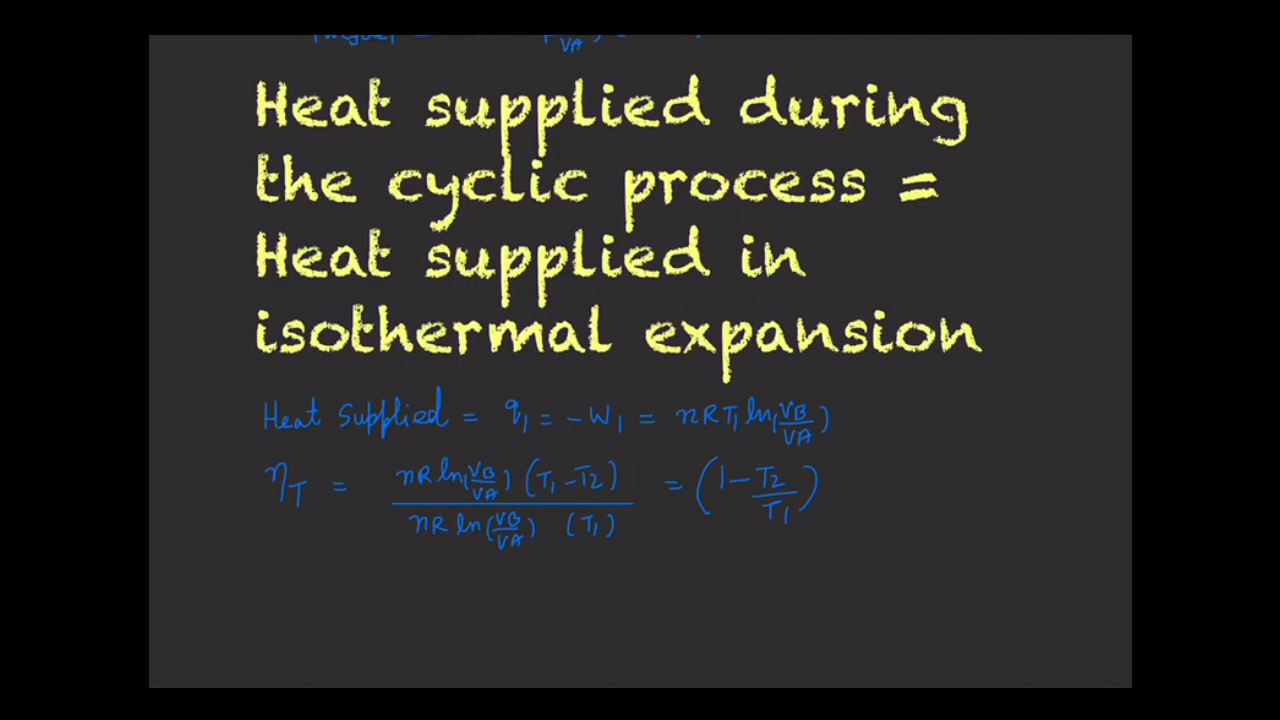 VA
Heat supplied during
the cyclic process =
Heat supplied in
isothermal expansion
Heat Supplied = q₁ = -W₁ = nRT₁ ln(VB/VA)
ηT = nR ln(VB/VA) (T₁-T₂) / nR ln(VB/VA) (T₁) = (1 - T₂/T₁)